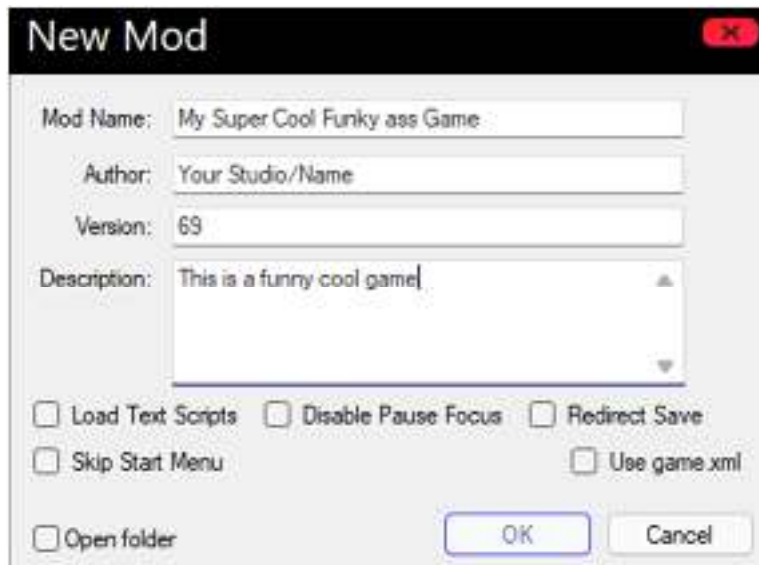 New Mod
Mod Name: My Super Cool Funky ass Game
Author: Your Studio/Name
Version: 69
Description: This is a funny cool game
Load Text Scripts Disable Pause Focus Redirect Save
Skip Start Menu Use game.xml
Open folder OK Cancel